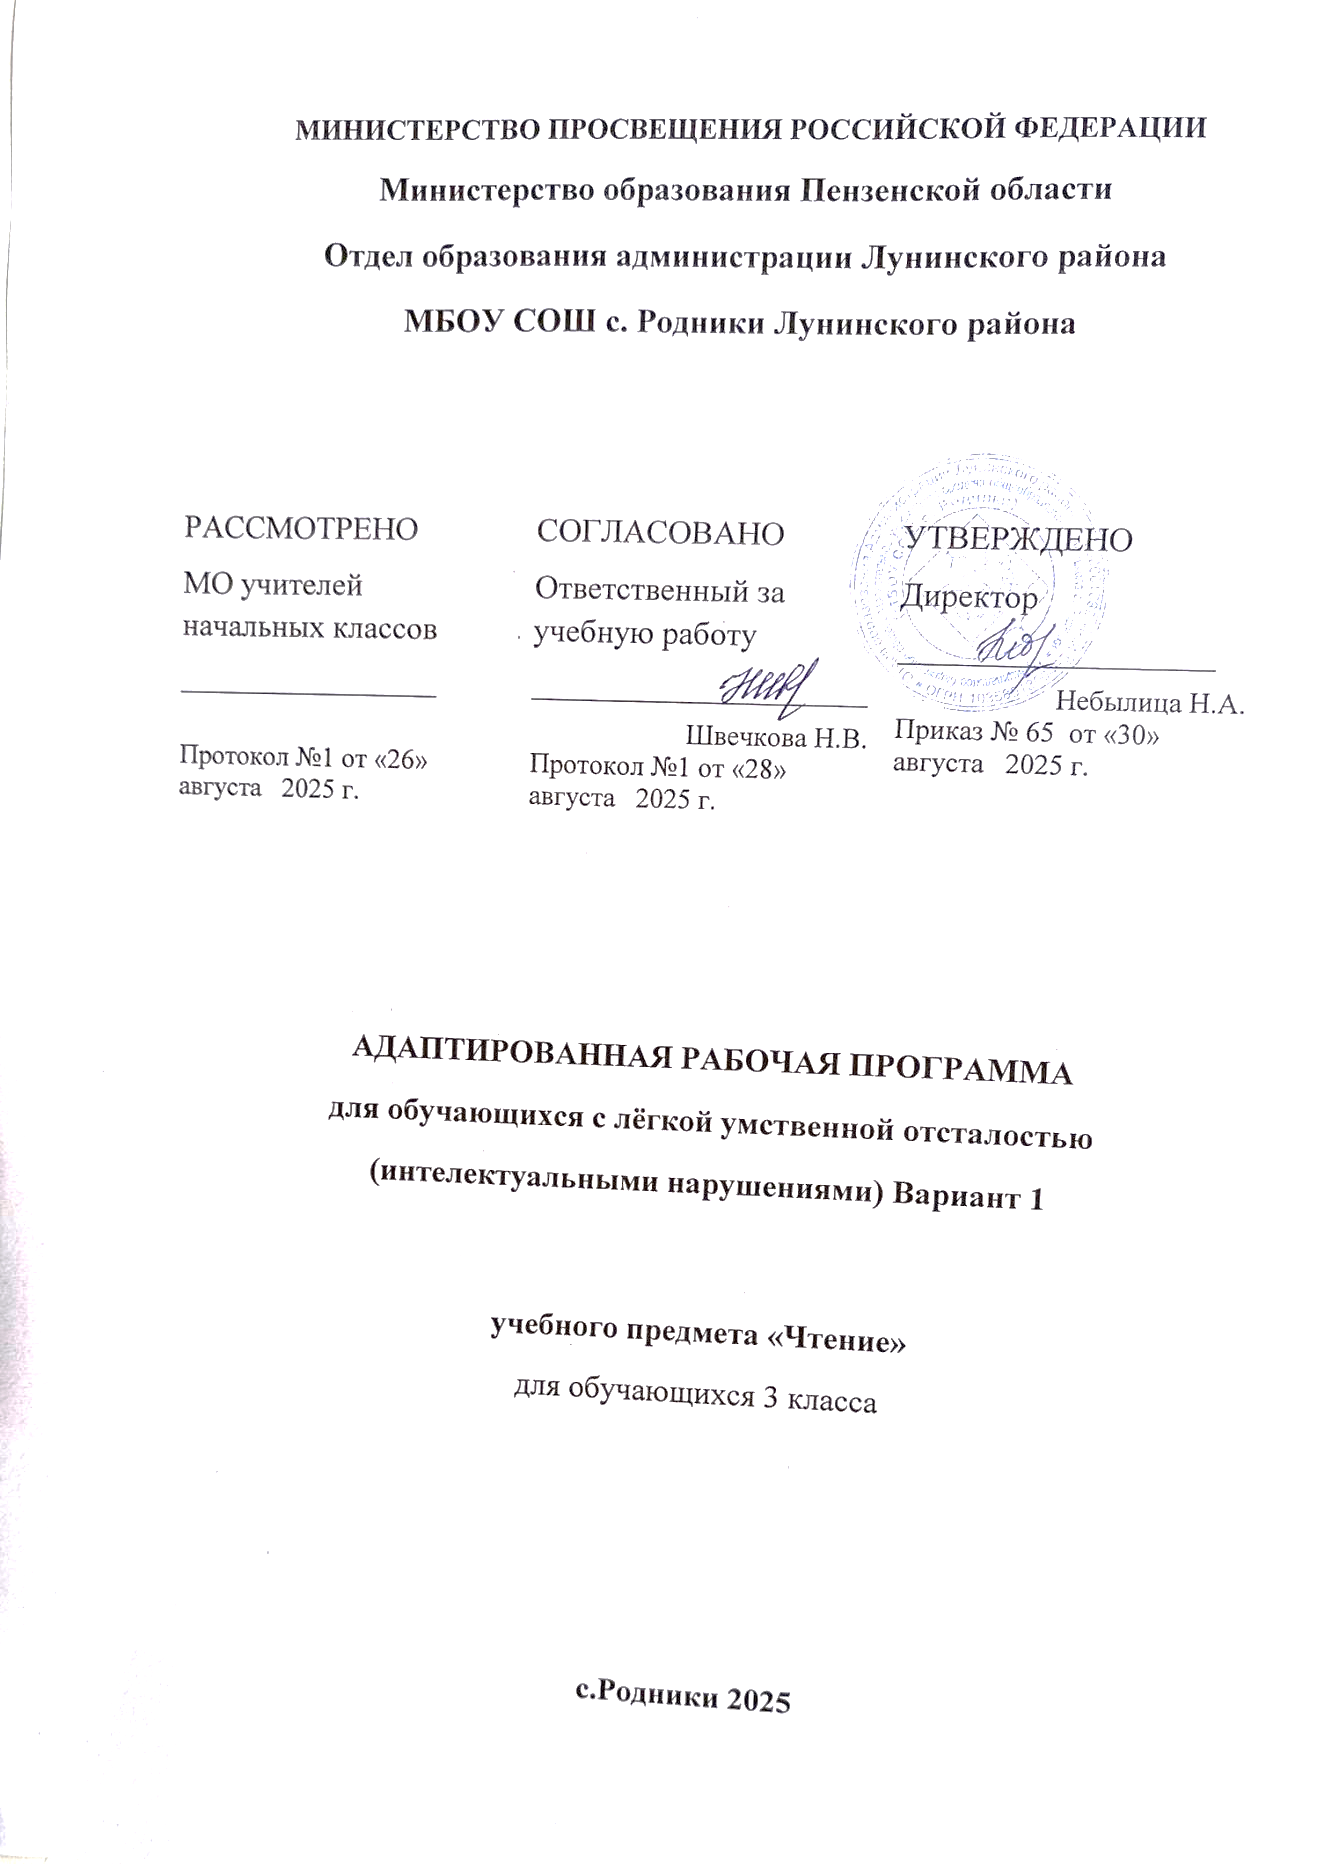 МИНИСТЕРСТВО ПРОСВЕЩЕНИЯ РОССИЙСКОЙ ФЕДЕРАЦИИ
Министерство образования Пензенской области
Отдел образования администрации Лунинского района
МБОУ СОШ с. Родники Лунинского района
РАССМОТРЕНО
МО учителей
начальных классов
Протокол №1 от «26»
августа 2025 г.
СОГЛАСОВАНО
Ответственный за
учебную работу
Швечкова Н.В.
Протокол №1 от «28»
августа 2025 г.
УТВЕРЖДЕНО
Директор
Небылица Н.А.
Приказ № 65 от «30»
августа 2025 г.
АДАПТИРОВАННАЯ РАБОЧАЯ ПРОГРАММА
для обучающихся с лёгкой умственной отсталостью
(интелектуальными нарушениями) Вариант 1
учебного предмета «Чтение»
для обучающихся 3 класса
с.Родники 2025